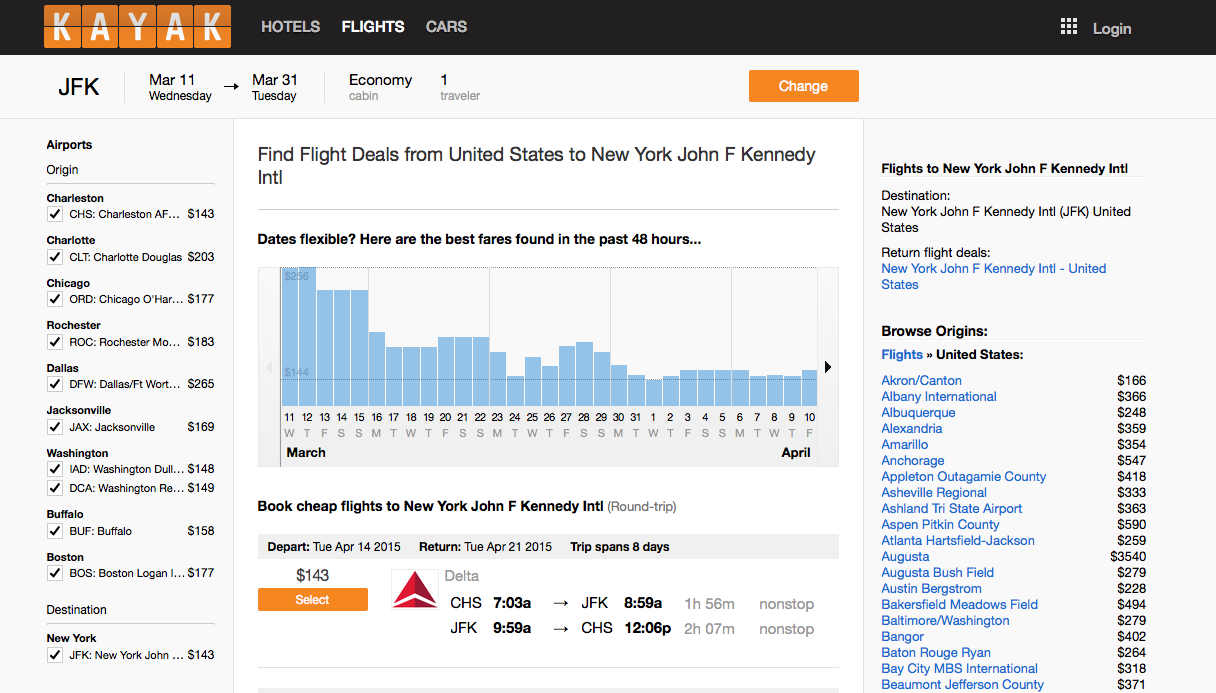 KAYAK HOTELS FLIGHTS CARS Login
JFK
Mar 11 → Mar 31
Wednesday Tuesday
Economy
cabin
1
traveler
Change
Airports
Origin
Charleston
CHS: Charleston AF... $143
Charlotte
CLT: Charlotte Douglas $203
Chicago
ORD: Chicago O'Har... $177
Rochester
ROC: Rochester Mo... $183
Dallas
DFW: Dallas/Ft Wort... $265
Jacksonville
JAX: Jacksonville $169
Washington
IAD: Washington Dull... $148
DCA: Washington Re... $149
Buffalo
BUF: Buffalo $158
Boston
BOS: Boston Logan I... $177
Destination
New York
JFK: New York John ... $143
Find Flight Deals from United States to New York John F Kennedy
Intl
Dates flexible? Here are the best fares found in the past 48 hours...
$256
$144
11 12 13 14 15 16 17 18 19 20 21 22 23 24 25 26 27 28 29 30 31 1 2 3 4 5 6 7 8 9 10
W T F S S M T W T F S S M T W T F S S M T W T F S S M T W T F
March April
Book cheap flights to New York John F Kennedy Intl (Round-trip)
Depart: Tue Apr 14 2015 Return: Tue Apr 21 2015 Trip spans 8 days
$143
Select
Delta
CHS 7:03a → JFK 8:59a 1h 56m nonstop
JFK 9:59a → CHS 12:06p 2h 07m nonstop
Flights to New York John F Kennedy Intl
Destination:
New York John F Kennedy Intl (JFK) United
States
Return flight deals:
New York John F Kennedy Intl - United
States
Browse Origins:
Flights » United States:
Akron/Canton $166
Albany International $366
Albuquerque $248
Alexandria $359
Amarillo $354
Anchorage $547
Appleton Outagamie County $418
Asheville Regional $333
Ashland Tri State Airport $363
Aspen Pitkin County $590
Atlanta Hartsfield-Jackson $259
Augusta $3540
Augusta Bush Field $279
Austin Bergstrom $228
Bakersfield Meadows Field $494
Baltimore/Washington $279
Bangor $402
Baton Rouge Ryan $264
Bay City MBS International $318
Beaumont Jefferson County $371